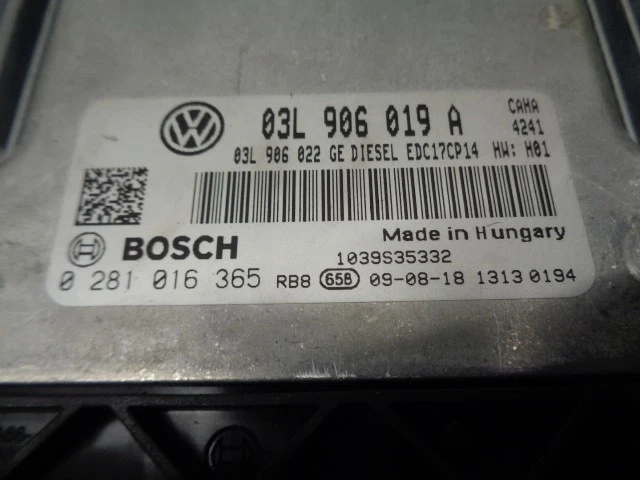 03L 906 019 A CAHA
4241
03L 906 022 GE DIESEL EDC17CP14 HW: H01
Made in Hungary
BOSCH
1039S35332
0 281 016 365 RB8 65B 09-08-18 1313 0194